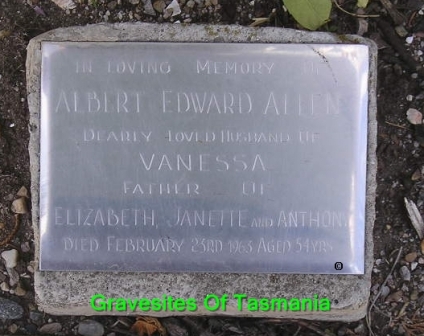 IN LOVING MEMORY OF
ALBERT EDWARD ALLEN
DEARLY LOVED HUSBAND OF
VANESSA
FATHER OF
ELIZABETH, JANETTE AND ANTHONY
DIED FEBRUARY 23RD 1963 AGED 54 YRS
Gravesites Of Tasmania